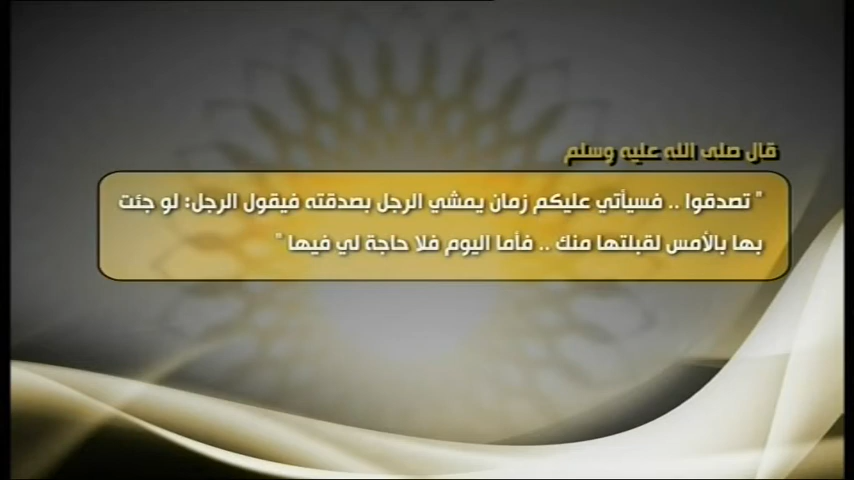 قال صلى الله عليه وسلم
" تصدقوا .. فسيأتي عليكم زمان يمشي الرجل بصدقته فيقول الرجل: لو جئت
بها بالأمس لقبلتها منك .. فأما اليوم فلا حاجة لي فيها "